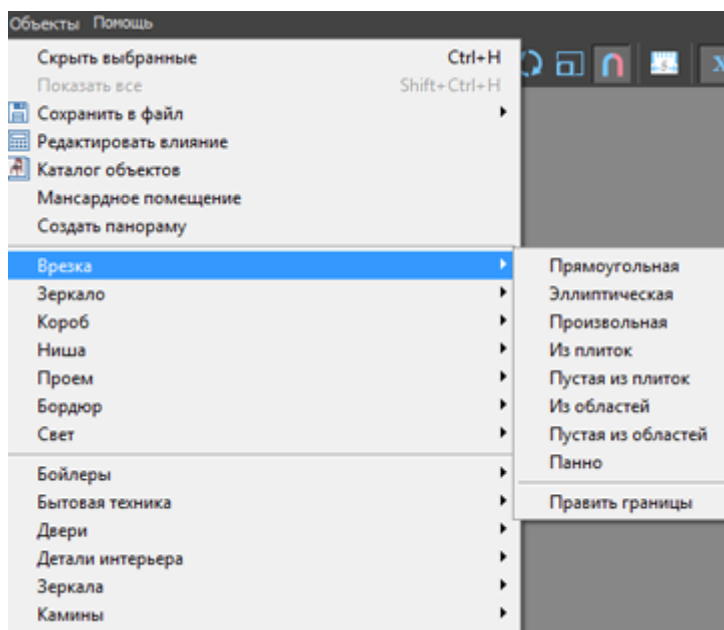 Объекты Помощь
Скрыть выбранные Ctrl+H
Показать все Shift+Ctrl+H
Сохранить в файл
Редактировать влияние
Каталог объектов
Мансардное помещение
Создать панораму
Врезка
Зеркало
Короб
Ниша
Проем
Бордюр
Свет
Бойлеры
Бытовая техника
Двери
Детали интерьера
Зеркала
Камины
Прямоугольная
Эллиптическая
Произвольная
Из плиток
Пустая из плиток
Из областей
Пустая из областей
Панно
Править границы